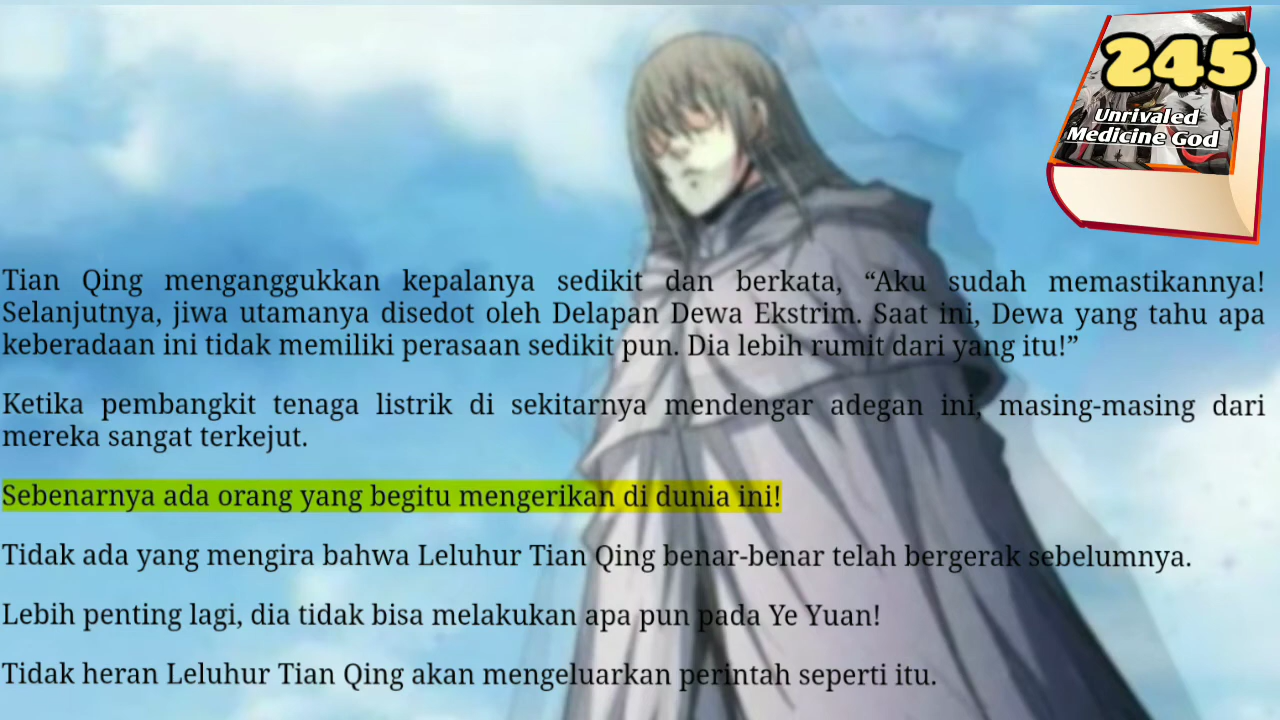 245
Unrivaled
Medicine God
Tian Qing menganggukkan kepalanya sedikit dan berkata, “Aku sudah memastikannya!
Selanjutnya, jiwa utamanya disedot oleh Delapan Dewa Ekstrim. Saat ini, Dewa yang tahu apa
keberadaan ini tidak memiliki perasaan sedikit pun. Dia lebih rumit dari yang itu!”
Ketika pembangkit tenaga listrik di sekitarnya mendengar adegan ini, masing-masing dari
mereka sangat terkejut.
Sebenarnya ada orang yang begitu mengerikan di dunia ini!
Tidak ada yang mengira bahwa Leluhur Tian Qing benar-benar telah bergerak sebelumnya.
Lebih penting lagi, dia tidak bisa melakukan apa pun pada Ye Yuan!
Tidak heran Leluhur Tian Qing akan mengeluarkan perintah seperti itu.